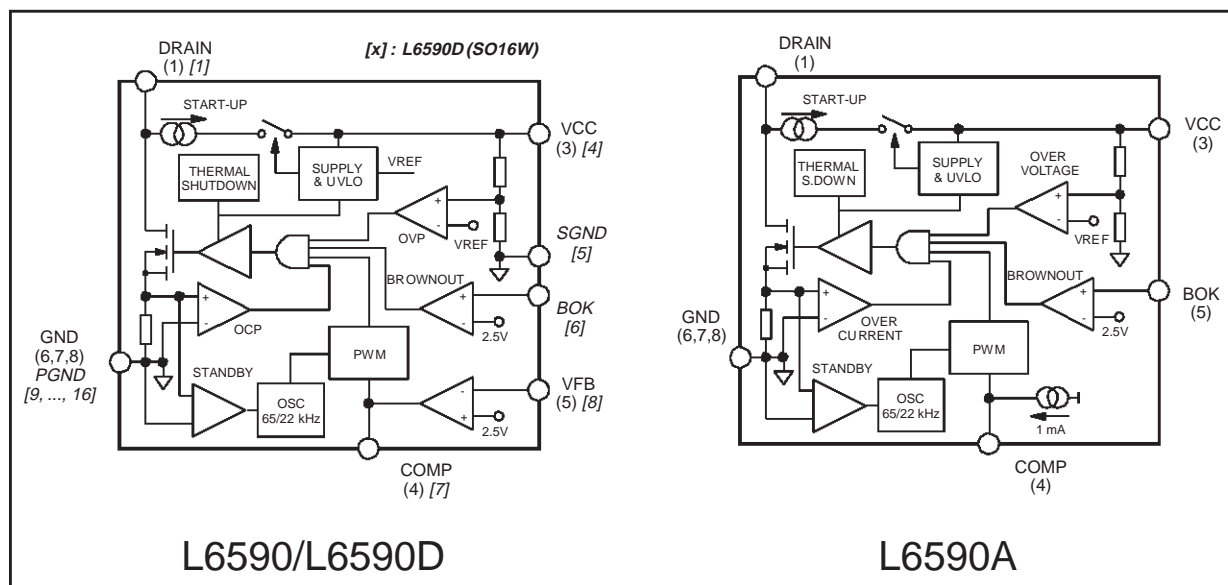 DRAIN
(1) [1]
[x] : L6590D (SO16W)
START-UP
VCC
(3) [4]
THERMAL
SHUTDOWN
SUPPLY
& UVLO
VREF
+
-
OVP
VREF
SGND
[5]
BROWNOUT
+
-
OCP
+
-
2.5V
BOK
[6]
GND
(6,7,8)
PGND
[9, ..., 16]
PWM
STANDBY
OSC
65/22 kHz
-
+
2.5V
VFB
(5) [8]
COMP
(4) [7]
L6590/L6590D
DRAIN
(1)
START-UP
VCC
(3)
THERMAL
S.DOWN
SUPPLY
& UVLO
OVER
VOLTAGE
+
-
VREF
BROWNOUT
+
-
OVER
CURRENT
+
-
2.5V
BOK
(5)
GND
(6,7,8)
PWM
STANDBY
OSC
65/22 kHz
1 mA
COMP
(4)
L6590A